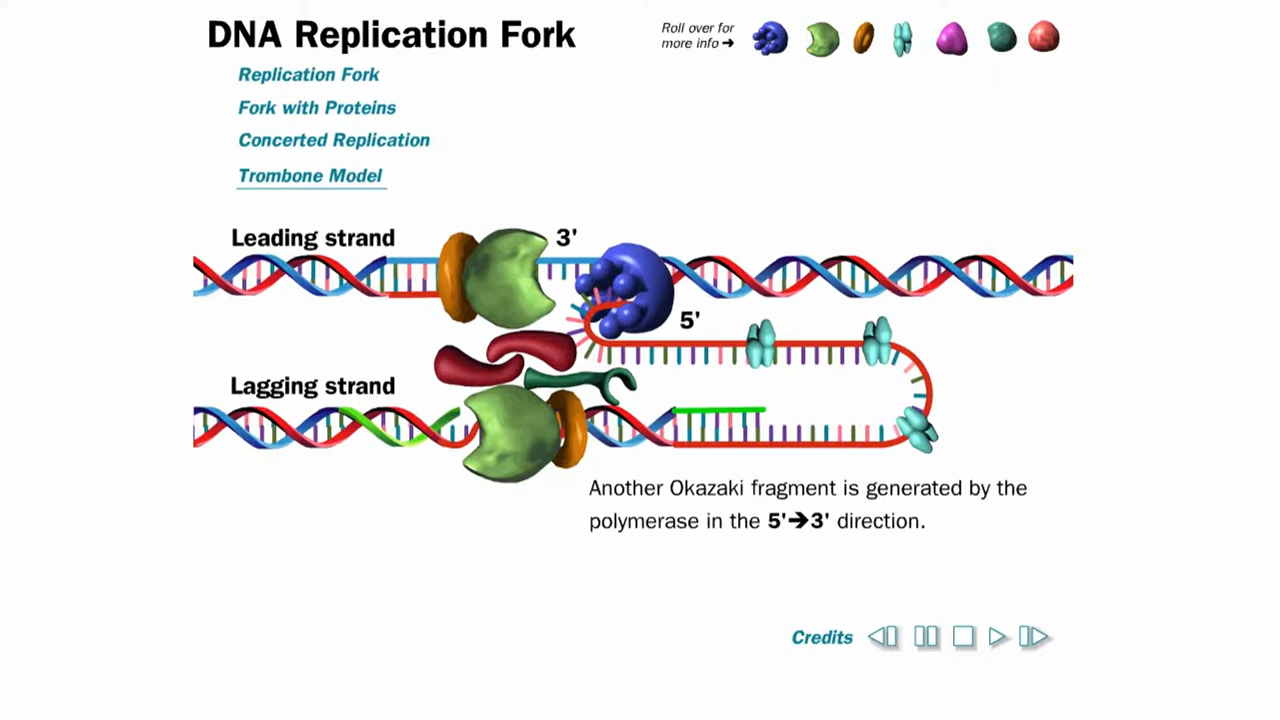 DNA Replication Fork
Roll over for
more info ➔
Replication Fork
Fork with Proteins
Concerted Replication
Trombone Model
Leading strand
3'
5'
Lagging strand
Another Okazaki fragment is generated by the
polymerase in the 5'➔3' direction.
Credits